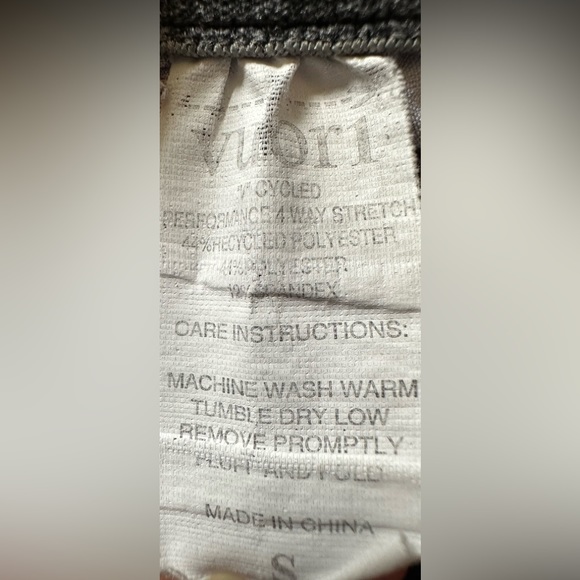 vuori
CYCLED
PERFORMANCE 4 WAY STRETCH
44% RECYCLED POLYESTER
POLYESTER
SPANDEX
CARE INSTRUCTIONS:
MACHINE WASH WARM
TUMBLE DRY LOW
REMOVE PROMPTLY
FLUFF AND FOLD
MADE IN CHINA
S